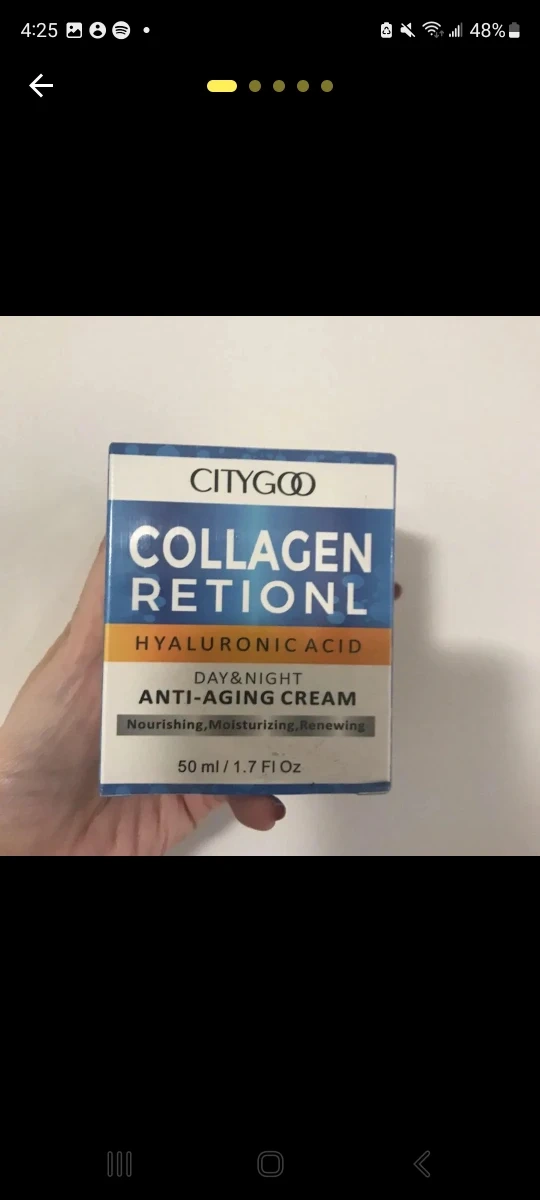 4:25
48%
CITYGOO
COLLAGEN
RETIONL
HYALURONIC ACID
DAY&NIGHT
ANTI-AGING CREAM
Nourishing,Moisturizing,Renewing
50 ml / 1.7 Fl Oz